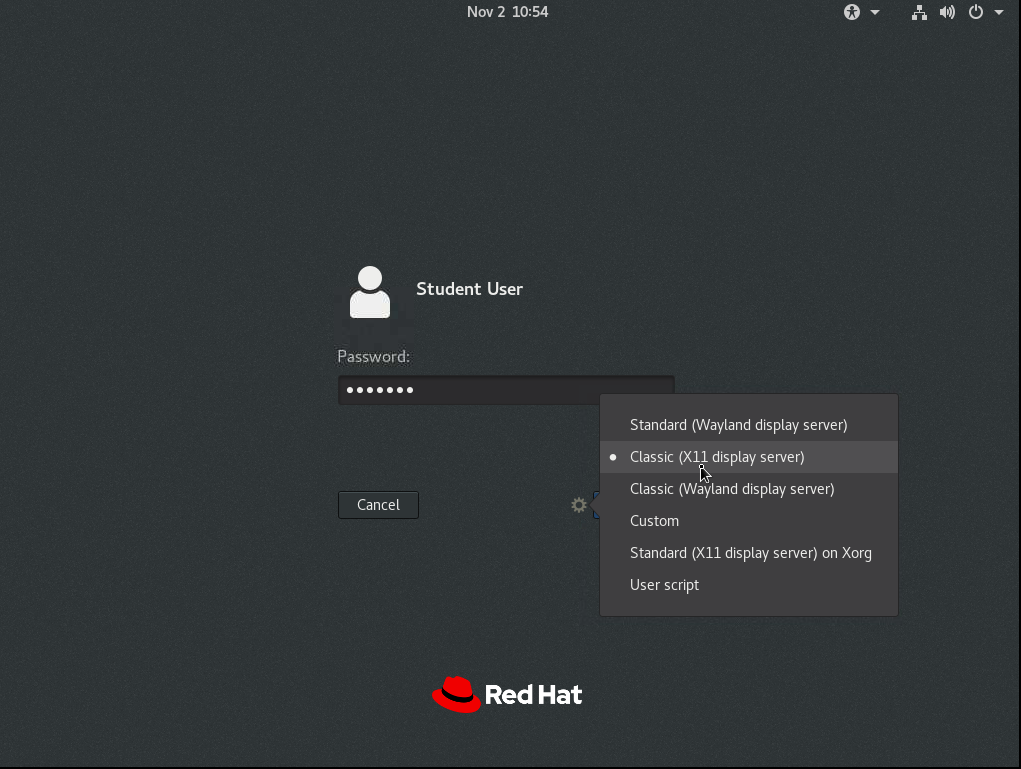 Nov 2 10:54
Student User
Password:
Standard (Wayland display server)
Classic (X11 display server)
Classic (Wayland display server)
Custom
Standard (X11 display server) on Xorg
User script
Cancel
Red Hat